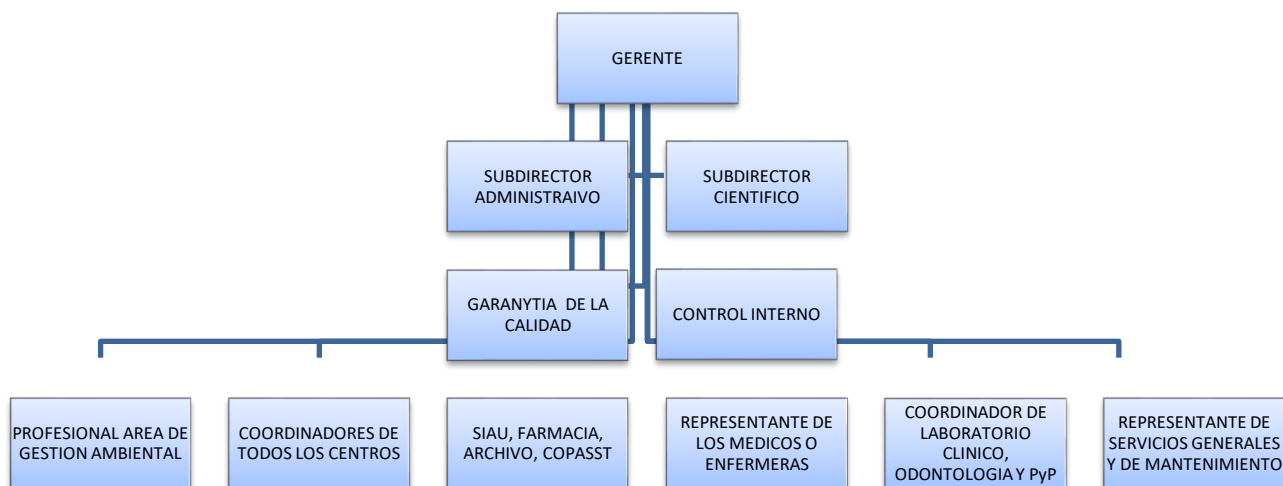 GERENTE
SUBDIRECTOR
ADMINISTRAIVO
SUBDIRECTOR
CIENTIFICO
GARANYTIA DE LA
CALIDAD
CONTROL INTERNO
PROFESIONAL AREA DE
GESTION AMBIENTAL
COORDINADORES DE
TODOS LOS CENTROS
SIAU, FARMACIA,
ARCHIVO, COPASST
REPRESENTANTE DE
LOS MEDICOS O
ENFERMERAS
COORDINADOR DE
LABORATORIO
CLINICO,
ODONTOLOGIA Y PyP
REPRESENTANTE DE
SERVICIOS GENERALES
Y DE MANTENIMIENTO